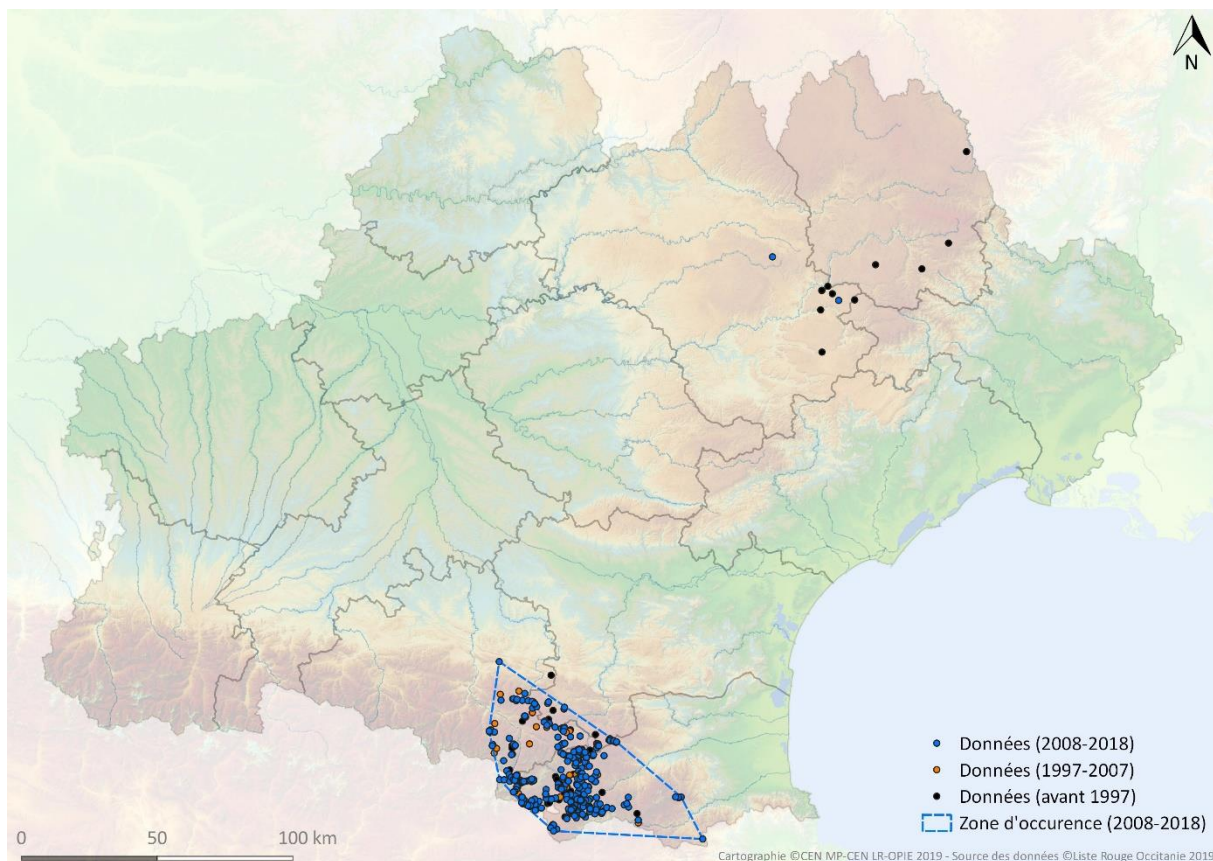 N
Données (2008-2018)
Données (1997-2007)
Données (avant 1997)
Zone d'occurence (2008-2018)
0 50 100 km
Cartographie ©CEN MP-CEN LR-OPIE 2019 - Source des données ©Liste Rouge Occitanie 2019